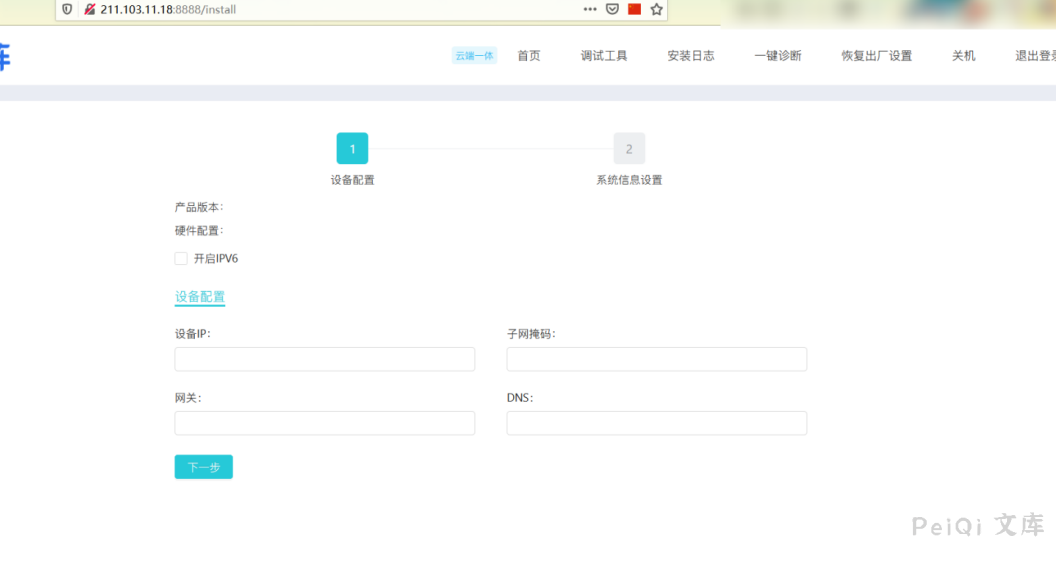 211.103.11.18:8888/install
库
云端一体 首页 调试工具 安装日志 一键诊断 恢复出厂设置 关机 退出登录
1 2
设备配置 系统信息设置
产品版本：
硬件配置：
开启IPV6
设备配置
设备IP： 子网掩码：
网关： DNS：
下一步
PeiQi 文库